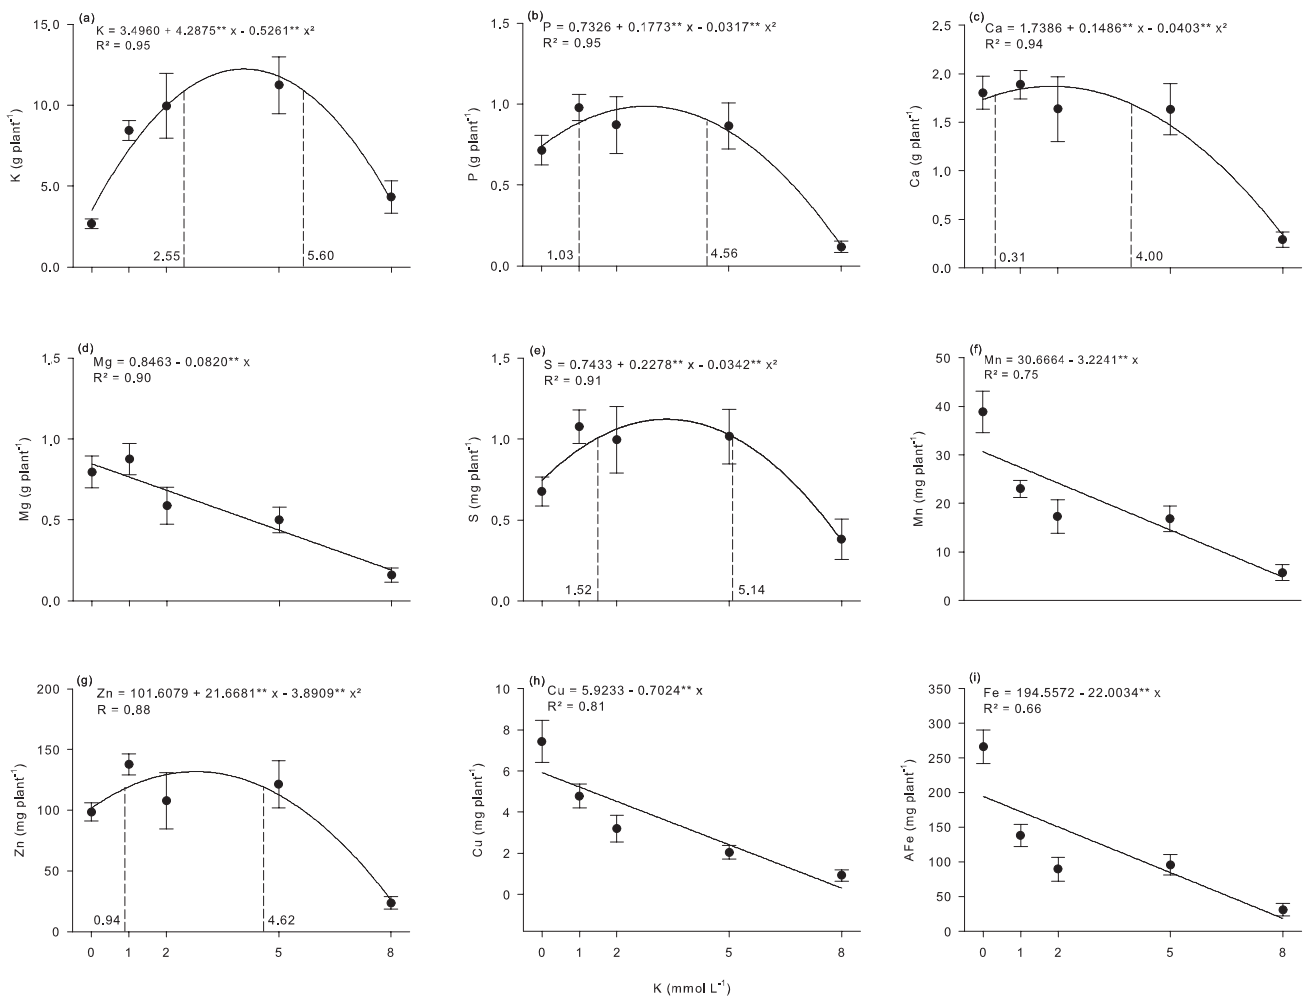 (a)
K = 3.4960 + 4.2875** x - 0.5261** x²
R² = 0.95
15.0
10.0
5.0
0.0
K (g plant⁻¹)
2.55
5.60
(b)
P = 0.7326 + 0.1773** x - 0.0317** x²
R² = 0.95
1,5
1,0
0.5
0.0
P (g plant⁻¹)
1.03
4.56
(c)
Ca = 1.7386 + 0.1486** x - 0.0403** x²
R² = 0.94
2.5
2.0
1.5
1.0
0.5
0.0
Ca (g plant⁻¹)
0.31
4.00
(d)
Mg = 0.8463 - 0.0820** x
R² = 0.90
1,5
1,0
0.5
0.0
Mg (g plant⁻¹)
(e)
S = 0.7433 + 0.2278** x - 0.0342** x²
R² = 0.91
1,5
1.0
0.5
0.0
S (mg plant⁻¹)
1.52
5.14
(f)
Mn = 30.6664 - 3.2241** x
R² = 0.75
50
40
30
20
10
0
Mn (mg plant⁻¹)
(g)
Zn = 101.6079 + 21.6681** x - 3.8909** x²
R = 0.88
200
150
100
50
0
Zn (mg plant⁻¹)
0.94
4.62
0 1 2 5 8
(h)
Cu = 5.9233 - 0.7024** x
R² = 0.81
10
8
6
4
2
0
Cu (mg plant⁻¹)
0 1 2 5 8
(i)
Fe = 194.5572 - 22.0034** x
R² = 0.66
350
300
250
200
150
100
50
0
AFe (mg plant⁻¹)
0 1 2 5 8
K (mmol L⁻¹)